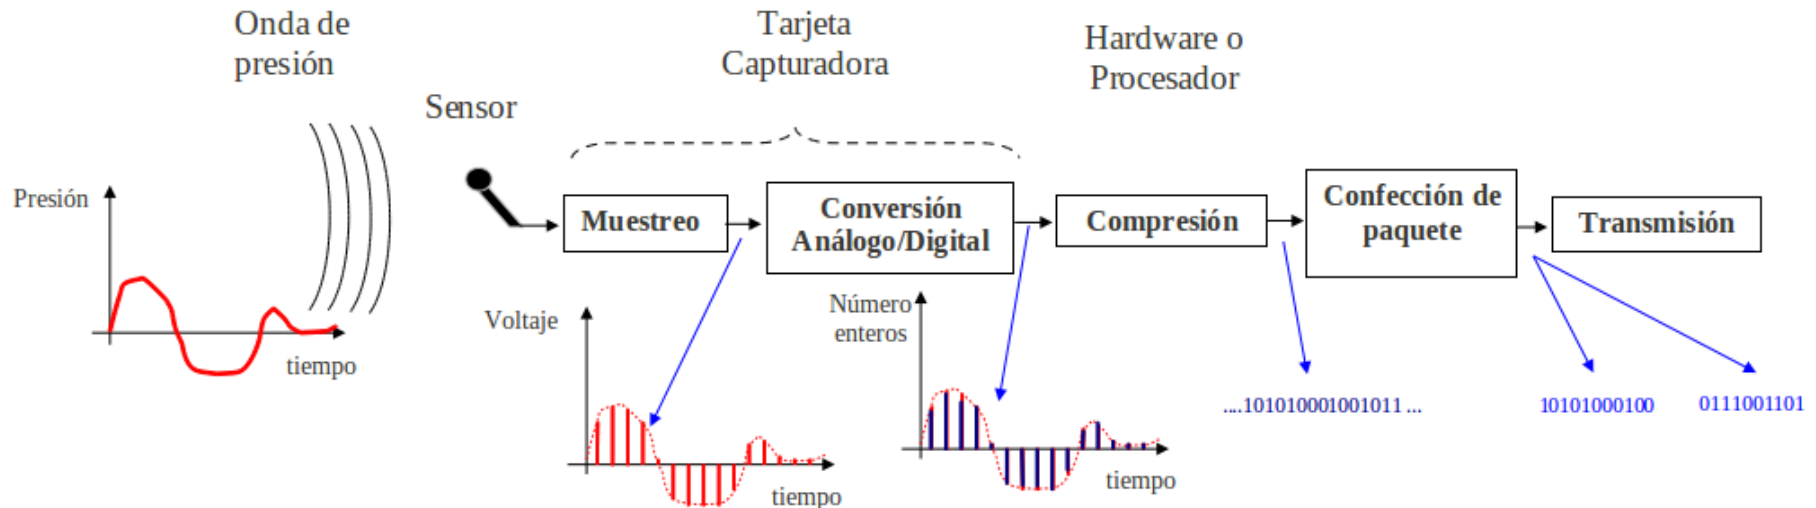 Onda de
presión
Tarjeta
Capturadora
Hardware o
Procesador
Sensor
Presión
tiempo
Muestreo
Conversión
Análogo/Digital
Compresión
Confección de
paquete
Transmisión
Voltaje
tiempo
Número
enteros
tiempo
....101010001001011 ...
10101000100
0111001101